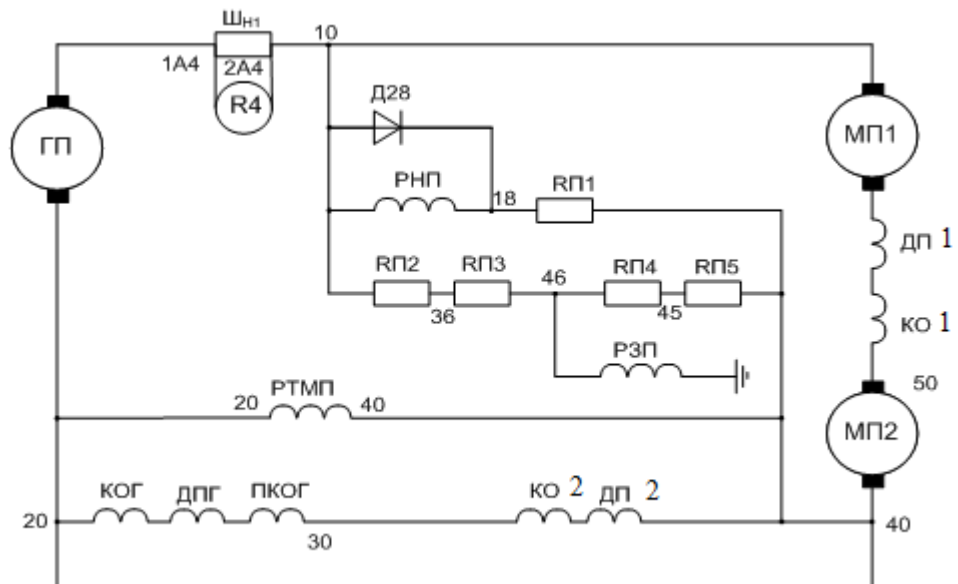 ШН1
10
1А4
2А4
R4
Д28
ГП
МП1
РНП
18
RП1
ДП 1
RП2
RП3
46
RП4
RП5
36
45
КО 1
РЗП
РТМП
20
40
50
МП2
КОГ
ДПГ
ПКОГ
КО 2
ДП 2
20
30
40